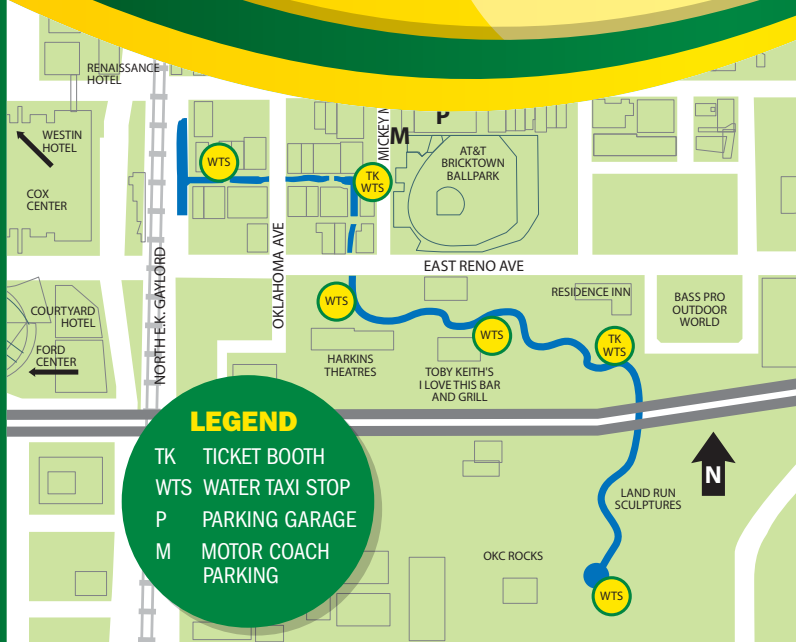 RENAISSANCE
HOTEL
WESTIN
HOTEL
COX
CENTER
WTS
TK
WTS
M
P
AT&T
BRICKTOWN
BALLPARK
NORTH E.K. GAYLORD
OKLAHOMA AVE
EAST RENO AVE
COURTYARD
HOTEL
FORD
CENTER
WTS
HARKINS
THEATRES
WTS
TOBY KEITH'S
I LOVE THIS BAR
AND GRILL
RESIDENCE INN
TK
WTS
BASS PRO
OUTDOOR
WORLD
N
LAND RUN
SCULPTURES
OKC ROCKS
WTS
LEGEND
TK TICKET BOOTH
WTS WATER TAXI STOP
P PARKING GARAGE
M MOTOR COACH
PARKING
MICKEY